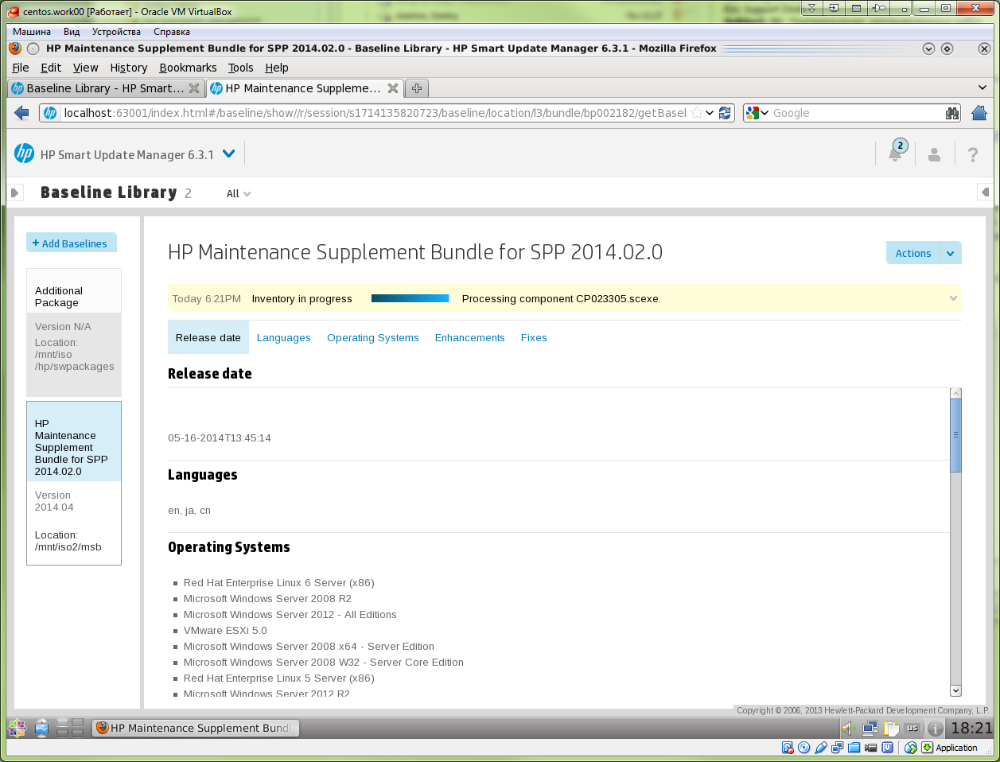 centos.work00 [Работает] - Oracle VM VirtualBox
Машина Вид Устройства Справка
HP Maintenance Supplement Bundle for SPP 2014.02.0 - Baseline Library - HP Smart Update Manager 6.3.1 - Mozilla Firefox
File Edit View History Bookmarks Tools Help
Baseline Library - HP Smart... HP Maintenance Suppleme...
localhost:63001/index.html#/baseline/show//r/session/s1714135820723/baseline/location/l3/bundle/bp002182/getBasel Google
HP Smart Update Manager 6.3.1 2 ?
Baseline Library 2 All
+ Add Baselines
Additional
Package
Version N/A
Location:
/mnt/iso
/hp/swpackages
HP
Maintenance
Supplement
Bundle for SPP
2014.02.0
Version
2014.04
Location:
/mnt/iso2/msb
HP Maintenance Supplement Bundle for SPP 2014.02.0
Actions
Today 6:21PM Inventory in progress Processing component CP023305.scexe.
Release date Languages Operating Systems Enhancements Fixes
Release date
05-16-2014T13:45:14
Languages
en, ja, cn
Operating Systems
Red Hat Enterprise Linux 6 Server (x86)
Microsoft Windows Server 2008 R2
Microsoft Windows Server 2012 - All Editions
VMware ESXi 5.0
Microsoft Windows Server 2008 x64 - Server Edition
Microsoft Windows Server 2008 W32 - Server Core Edition
Red Hat Enterprise Linux 5 Server (x86)
Microsoft Windows Server 2012 R2
Copyright © 2006, 2013 Hewlett-Packard Development Company, L.P.
HP Maintenance Supplement Bundl us 18:21
Application